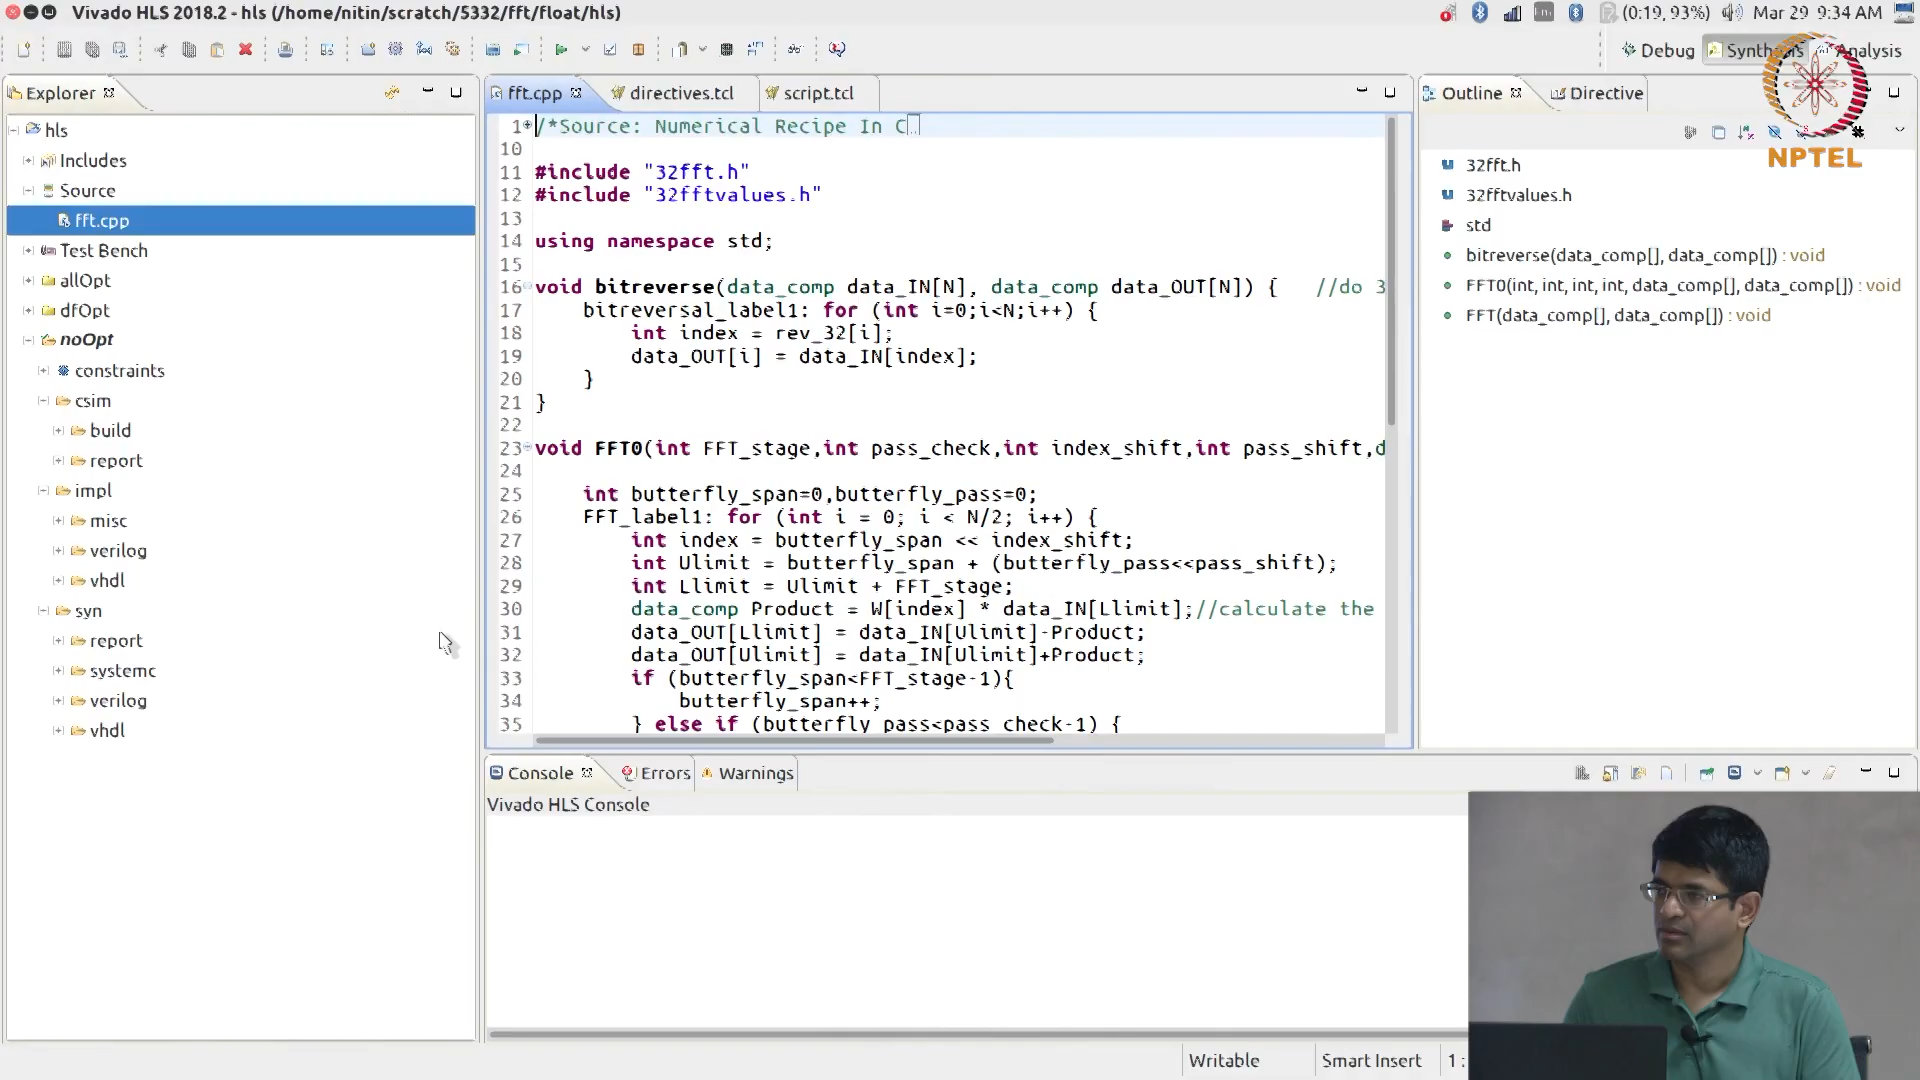 Vivado HLS 2018.2 - hls (/home/nitin/scratch/5332/fft/float/hls)
(0:19, 93%)
Mar 29 9:34 AM
Debug
Synthesis
Analysis
NPTEL
Explorer
hls
Includes
Source
fft.cpp
Test Bench
allOpt
dfOpt
noOpt
constraints
csim
build
report
impl
misc
verilog
vhdl
syn
report
systemc
verilog
vhdl
fft.cpp
directives.tcl
script.tcl
1 /*Source: Numerical Recipe In C
10
11 #include "32fft.h"
12 #include "32fftvalues.h"
13
14 using namespace std;
15
16 void bitreverse(data_comp data_IN[N], data_comp data_OUT[N]) { //do 3
17 bitreversal_label1: for (int i=0;i<N;i++) {
18 int index = rev_32[i];
19 data_OUT[i] = data_IN[index];
20 }
21 }
22
23 void FFT0(int FFT_stage,int pass_check,int index_shift,int pass_shift,d
24
25 int butterfly_span=0,butterfly_pass=0;
26 FFT_label1: for (int i = 0; i < N/2; i++) {
27 int index = butterfly_span << index_shift;
28 int Ulimit = butterfly_span + (butterfly_pass<<pass_shift);
29 int Llimit = Ulimit + FFT_stage;
30 data_comp Product = W[index] * data_IN[Llimit];//calculate the
31 data_OUT[Llimit] = data_IN[Ulimit]-Product;
32 data_OUT[Ulimit] = data_IN[Ulimit]+Product;
33 if (butterfly_span<FFT_stage-1){
34 butterfly_span++;
35 } else if (butterfly_pass<pass_check-1) {
Outline
Directive
32fft.h
32fftvalues.h
std
bitreverse(data_comp[], data_comp[]) : void
FFT0(int, int, int, int, data_comp[], data_comp[]) : void
FFT(data_comp[], data_comp[]) : void
Console
Errors
Warnings
Vivado HLS Console
Writable
Smart Insert
1 :